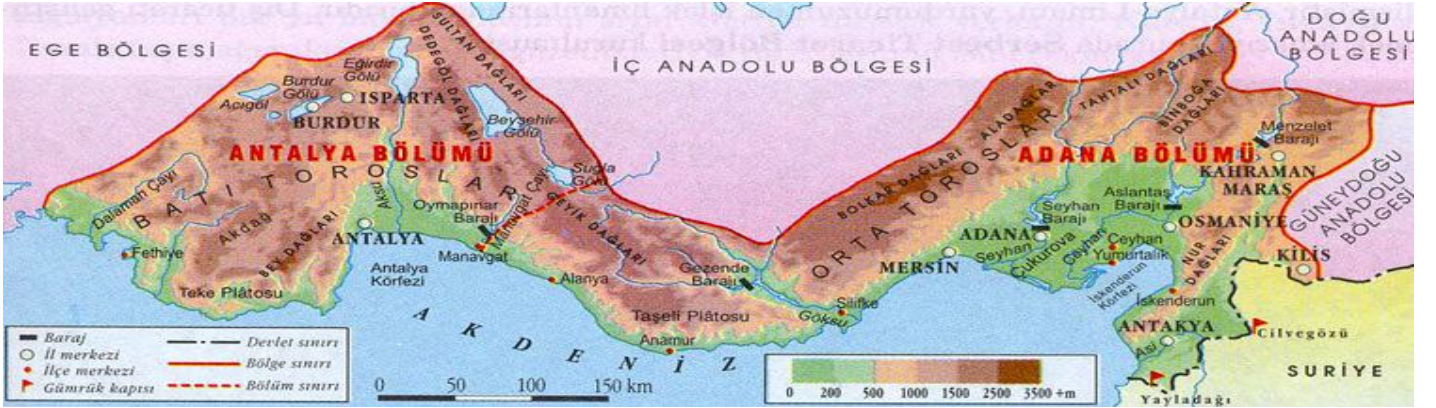 EGE BÖLGESİ
İÇ ANADOLU BÖLGESİ
DOĞU
ANADOLU
BÖLGESİ
GÜNEYDOĞU
ANADOLU
BÖLGESİ
SULTAN DAĞLARI
DEDEGÖL DAĞLARI
Eğirdir
Gölü
Burdur
Gölü
Acıgöl
ISPARTA
BURDUR
Beyşehir
Gölü
ANTALYA BÖLÜMÜ
BATI TOROSLAR
Suğla
Gölü
Dalaman Çayı
Akdağ
BEY DAĞLARI
Aksu
Oymapınar
Barajı
Manavgat Çayı
GEYİK DAĞLARI
ANTALYA
Manavgat
Fethiye
Teke Plâtosu
Antalya
Körfezi
Alanya
Gezende
Barajı
Taşeli Plâtosu
Anamur
Silifke
Göksu
AKDENİZ
ALADAĞLAR
BOLKAR DAĞLARI
ORTA TOROSLAR
TAHTALI DAĞLARI
BİNBOĞA
DAĞLARI
ADANA BÖLÜMÜ
Menzelet
Barajı
KAHRAMAN
MARAŞ
Aslantaş
Barajı
Seyhan
Barajı
OSMANİYE
ADANA
Seyhan
Çukurova
Ceyhan
Ceyhan
Yumurtalık
MERSİN
NUR
DAĞLARI
KİLİS
İskenderun
Körfezi
İskenderun
ANTAKYA
Asi
Cilvegözü
SURİYE
Yayladağı
Baraj
İl merkezi
İlçe merkezi
Gümrük kapısı
Devlet sınırı
Bölge sınırı
Bölüm sınırı
0 50 100 150 km
0 200 500 1000 1500 2500 3500 +m